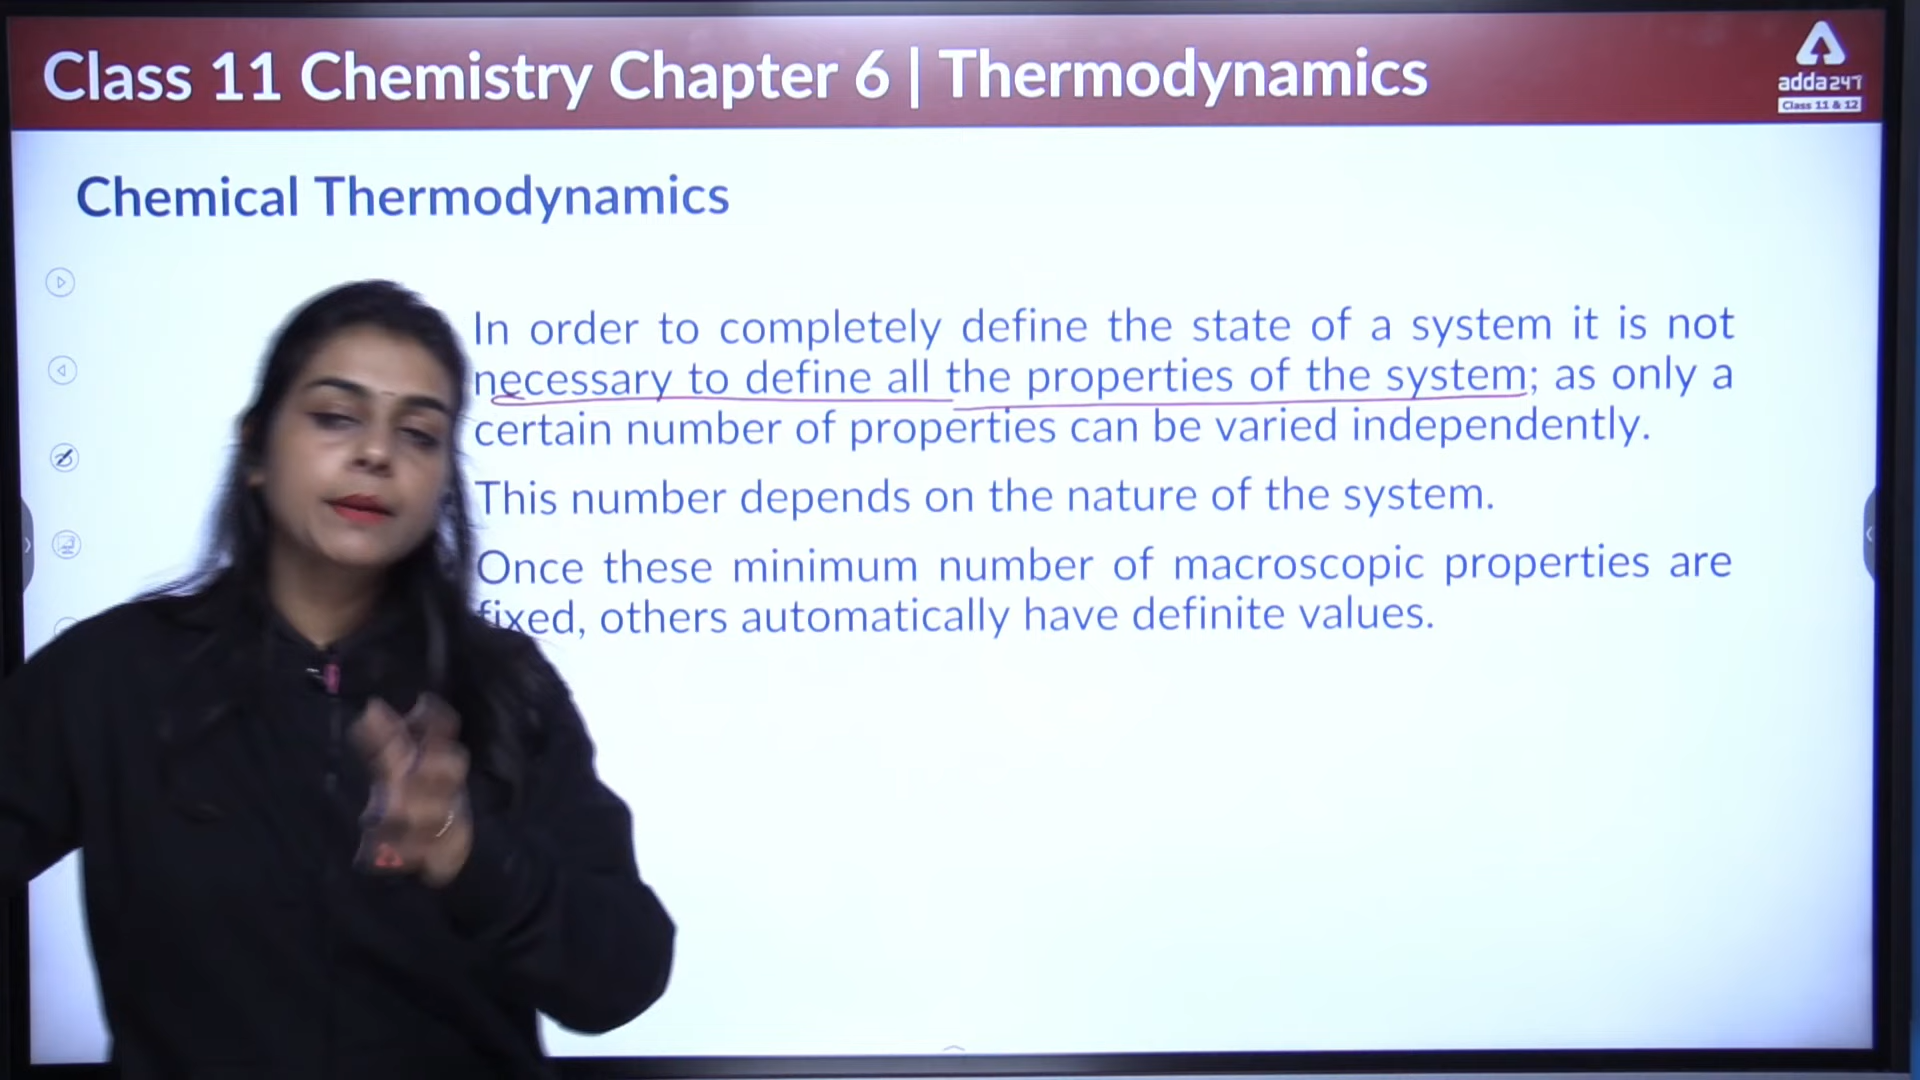 Class 11 Chemistry Chapter 6 | Thermodynamics
adda247
Class 11 & 12
Chemical Thermodynamics
In order to completely define the state of a system it is not
necessary to define all the properties of the system; as only a
certain number of properties can be varied independently.
This number depends on the nature of the system.
Once these minimum number of macroscopic properties are
fixed, others automatically have definite values.